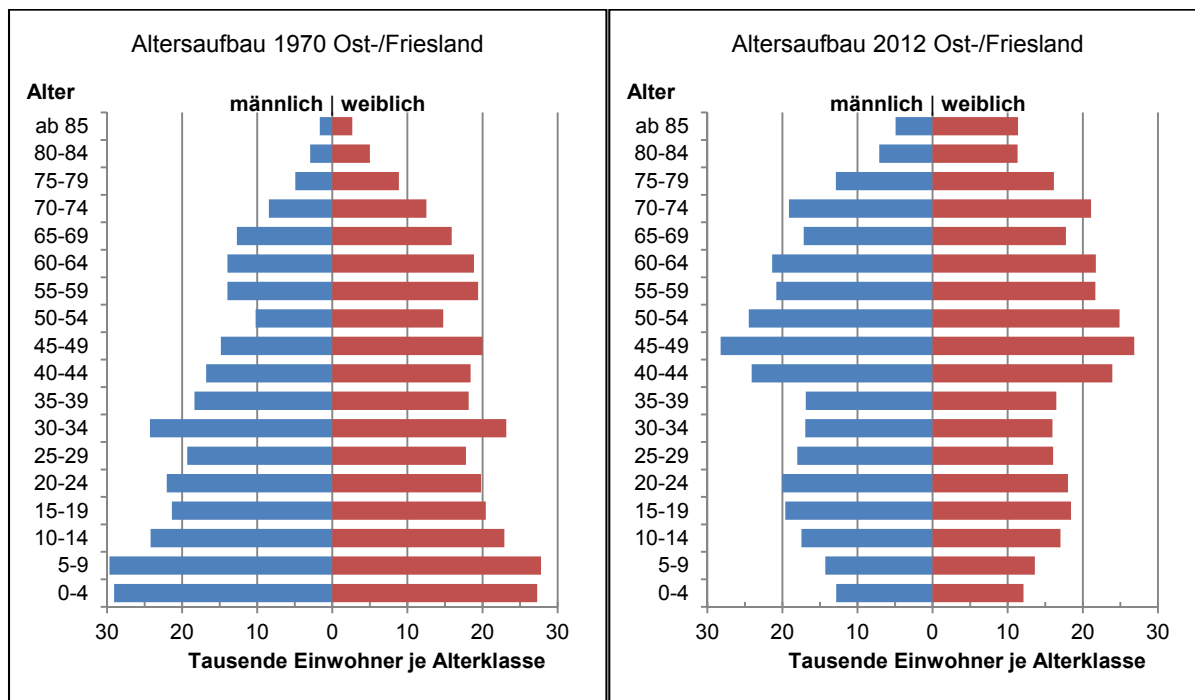 Altersaufbau 1970 Ost-/Friesland
Alter
männlich | weiblich
ab 85
80-84
75-79
70-74
65-69
60-64
55-59
50-54
45-49
40-44
35-39
30-34
25-29
20-24
15-19
10-14
5-9
0-4
30 20 10 0 10 20 30
Tausende Einwohner je Alterklasse
Altersaufbau 2012 Ost-/Friesland
Alter
männlich | weiblich
ab 85
80-84
75-79
70-74
65-69
60-64
55-59
50-54
45-49
40-44
35-39
30-34
25-29
20-24
15-19
10-14
5-9
0-4
30 20 10 0 10 20 30
Tausende Einwohner je Alterklasse